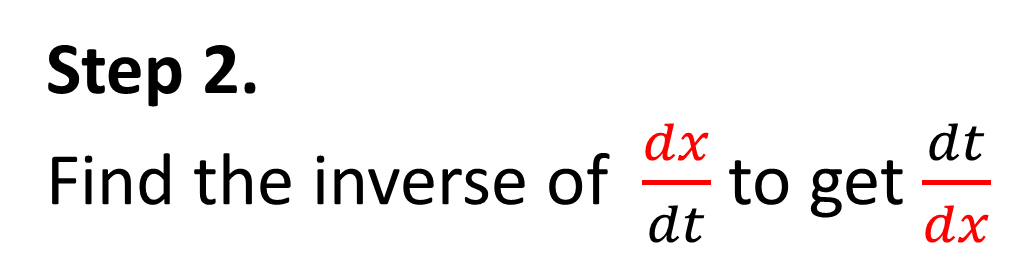 Step 2.
Find the inverse of dx/dt to get dt/dx